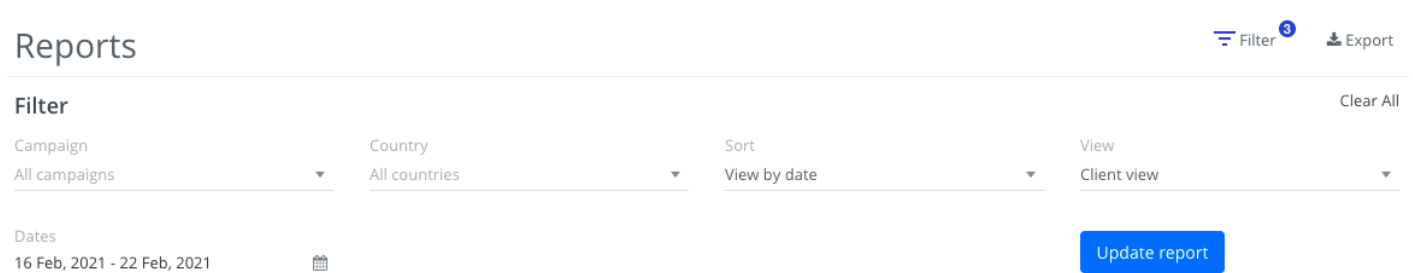 Reports
Filter 3 Export
Filter
Clear All
Campaign Country Sort View
All campaigns All countries View by date Client view
Dates
16 Feb, 2021 - 22 Feb, 2021
Update report